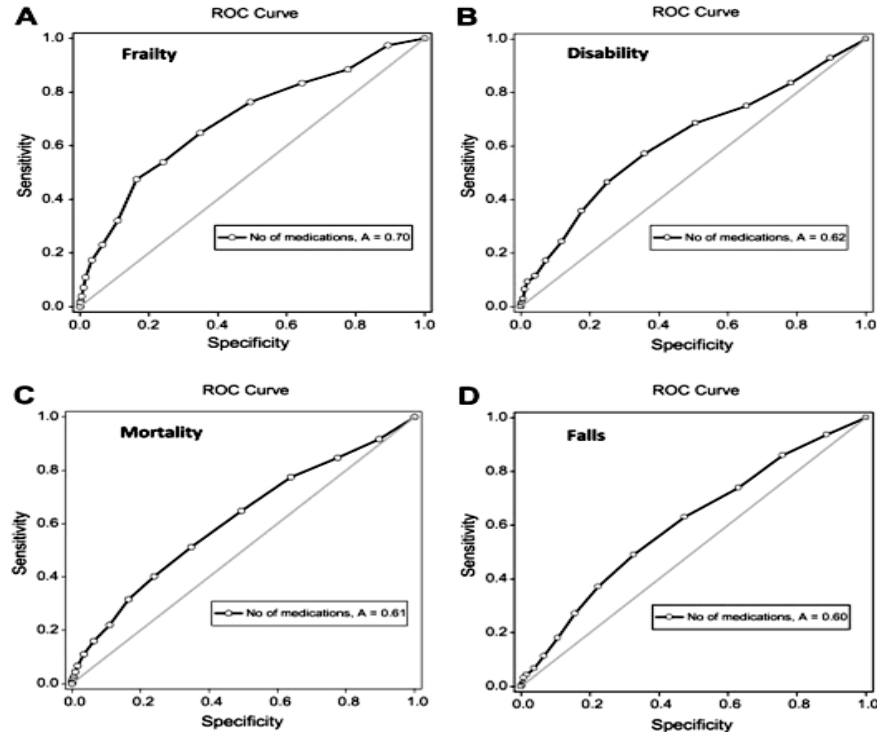 A
ROC Curve
Frailty
1.0
0.8
0.6
0.4
0.2
0.0
Sensitivity
No of medications, A = 0.70
0.0 0.2 0.4 0.6 0.8 1.0
Specificity
B
ROC Curve
Disability
1.0
0.8
0.6
0.4
0.2
0.0
Sensitivity
No of medications, A = 0.62
0.0 0.2 0.4 0.6 0.8 1.0
Specificity
C
ROC Curve
Mortality
1.0
0.8
0.6
0.4
0.2
0.0
Sensitivity
No of medications, A = 0.61
0.0 0.2 0.4 0.6 0.8 1.0
Specificity
D
ROC Curve
Falls
1.0
0.8
0.6
0.4
0.2
0.0
Sensitivity
No of medications, A = 0.60
0.0 0.2 0.4 0.6 0.8 1.0
Specificity